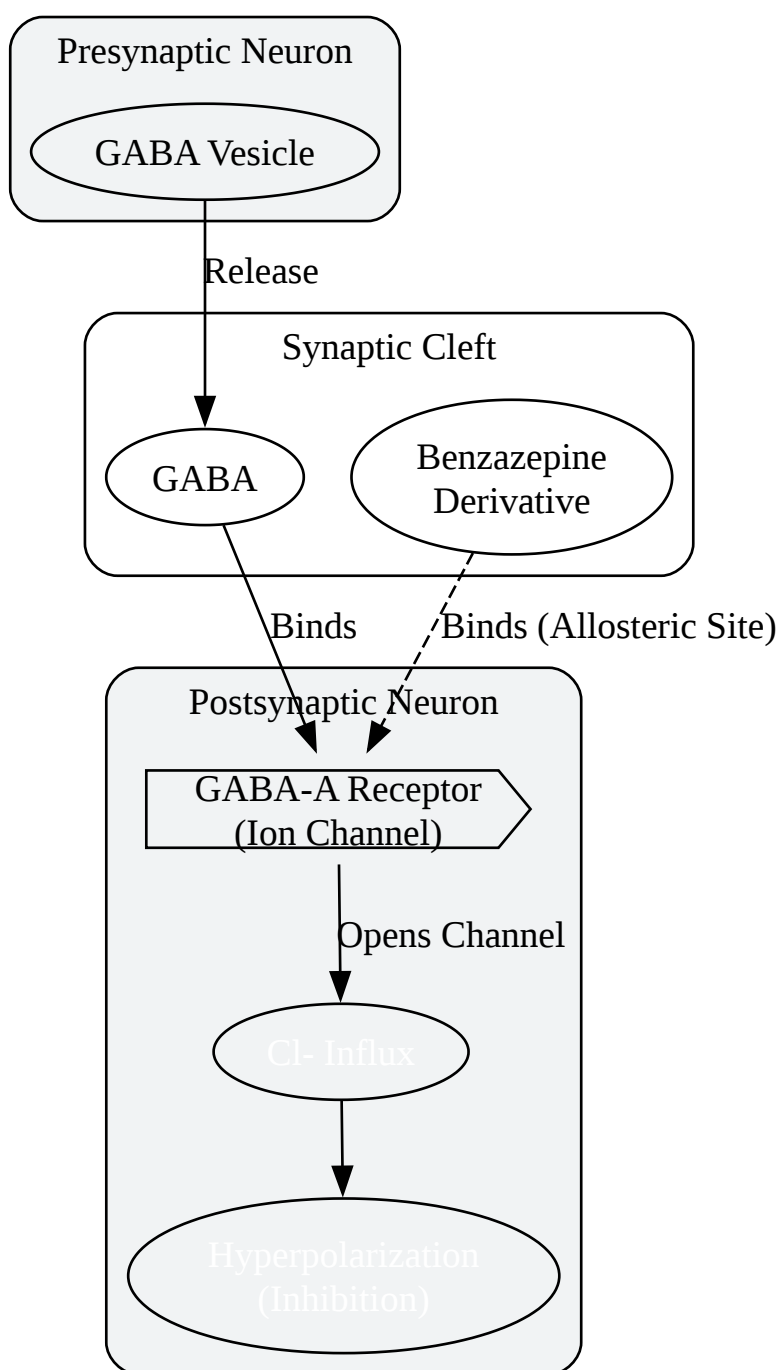 Presynaptic Neuron
GABA Vesicle
Release
Synaptic Cleft
GABA
Benzazepine
Derivative
Binds
Binds (Allosteric Site)
Postsynaptic Neuron
GABA-A Receptor
(Ion Channel)
Opens Channel
Cl- Influx
Hyperpolarization
(Inhibition)